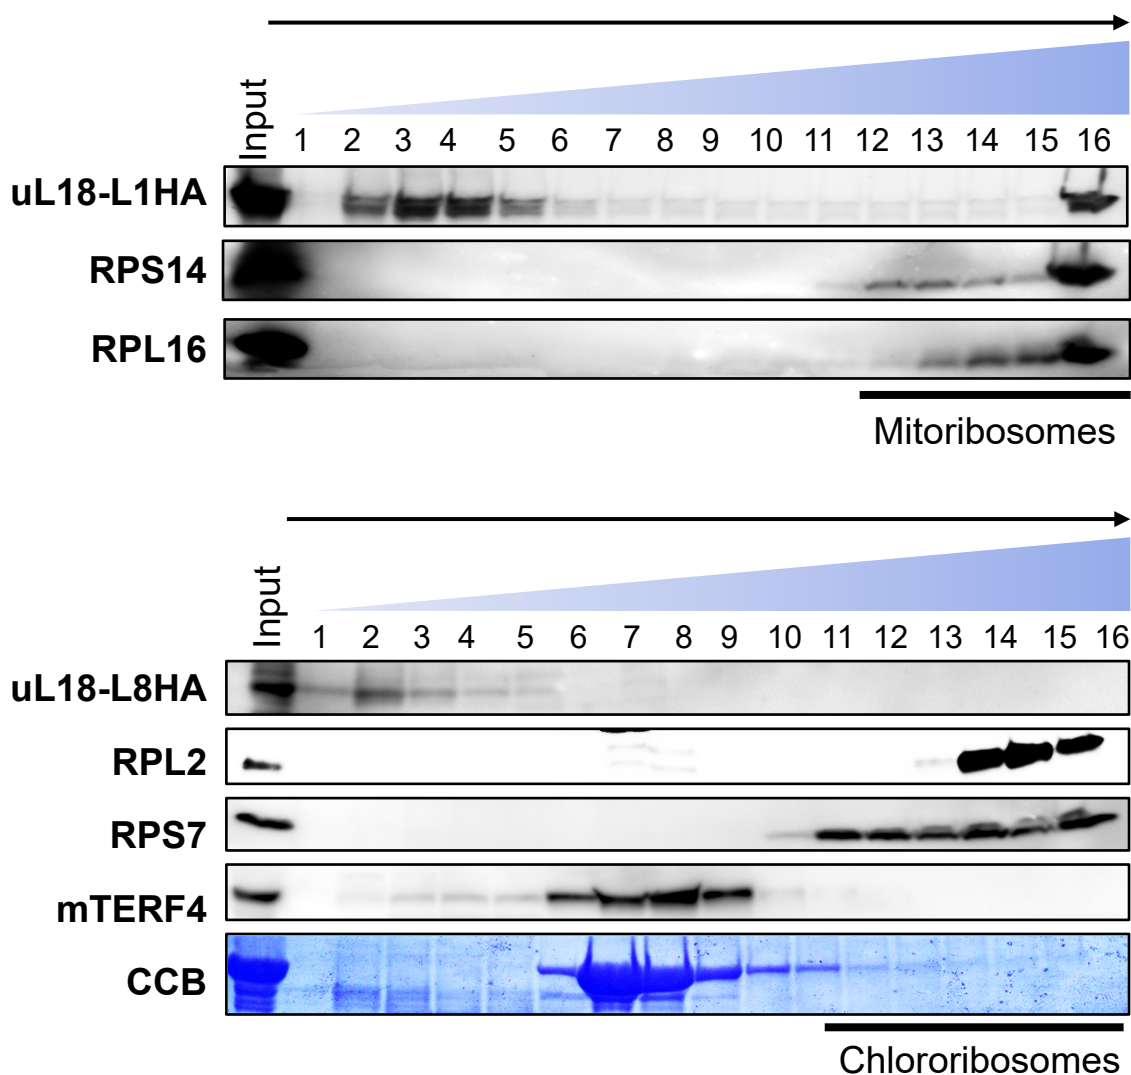 Input 1 2 3 4 5 6 7 8 9 10 11 12 13 14 15 16
uL18-L1HA
RPS14
RPL16
Mitoribosomes
Input 1 2 3 4 5 6 7 8 9 10 11 12 13 14 15 16
uL18-L8HA
RPL2
RPS7
mTERF4
CCB
Chlororibosomes